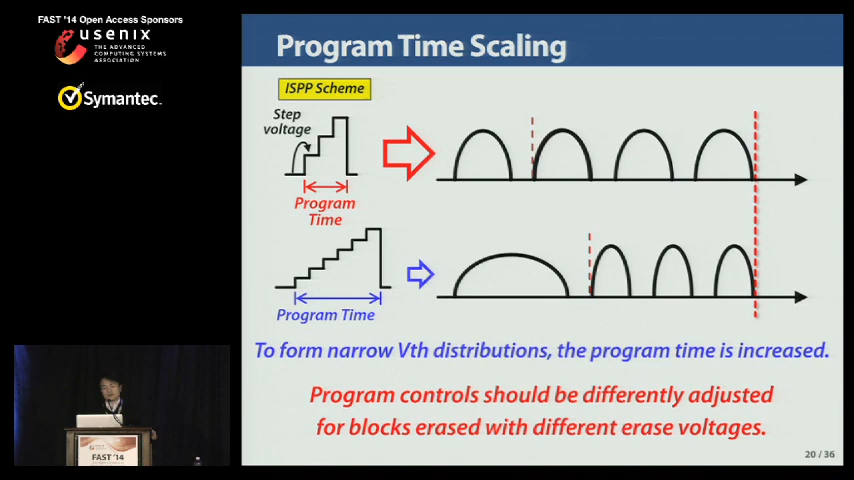 FAST '14 Open Access Sponsors
usenix
THE ADVANCED
COMPUTING SYSTEMS
ASSOCIATION
Symantec.
Program Time Scaling
ISPP Scheme
Step
voltage
Program
Time
Program Time
To form narrow Vth distributions, the program time is increased.
Program controls should be differently adjusted
for blocks erased with different erase voltages.
20 / 36
FAST '14